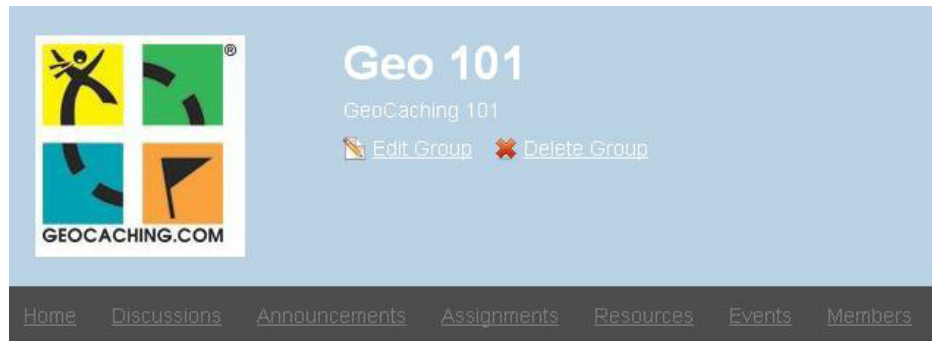 ®
GEOCACHING.COM
Geo 101
GeoCaching 101
Edit Group Delete Group
Home Discussions Announcements Assignments Resources Events Members